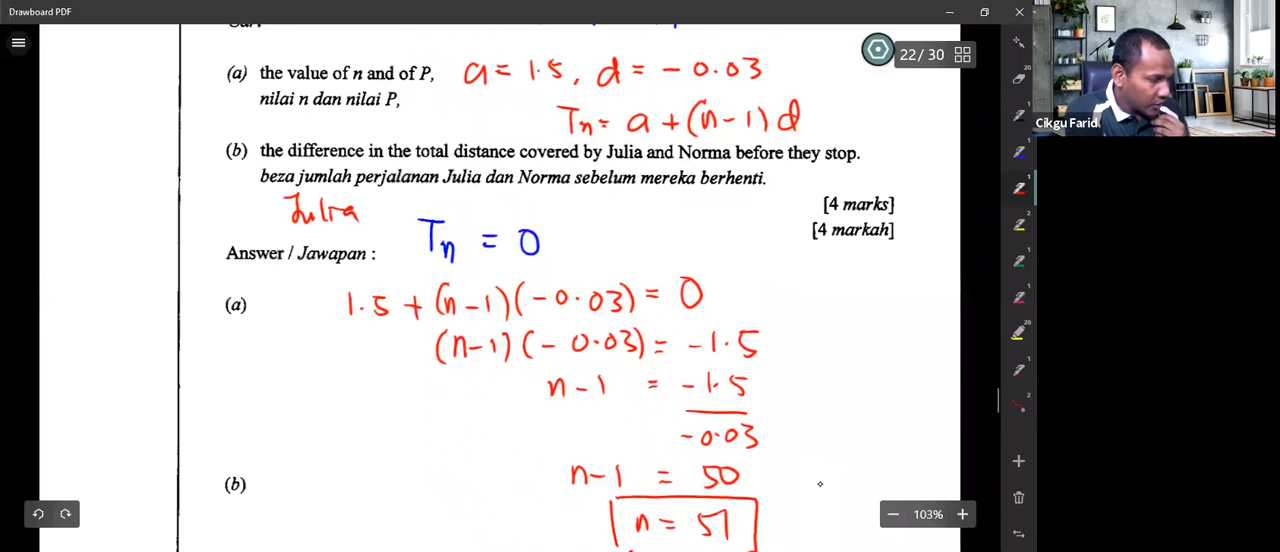 Drawboard PDF
22 / 30
(a) the value of n and of P, a = 1.5, d = - 0.03
nilai n dan nilai P,
Tn = a + (n - 1) d
Cikgu Farid
(b) the difference in the total distance covered by Julia and Norma before they stop.
beza jumlah perjalanan Julia dan Norma sebelum mereka berhenti.
[4 marks]
Julia
Tn = 0
[4 markah]
Answer / Jawapan :
(a) 1.5 + (n - 1) (- 0.03) = 0
(n - 1) (- 0.03) = - 1.5
n - 1 = - 1.5
- 0.03
(b) n - 1 = 50
n = 51
103%